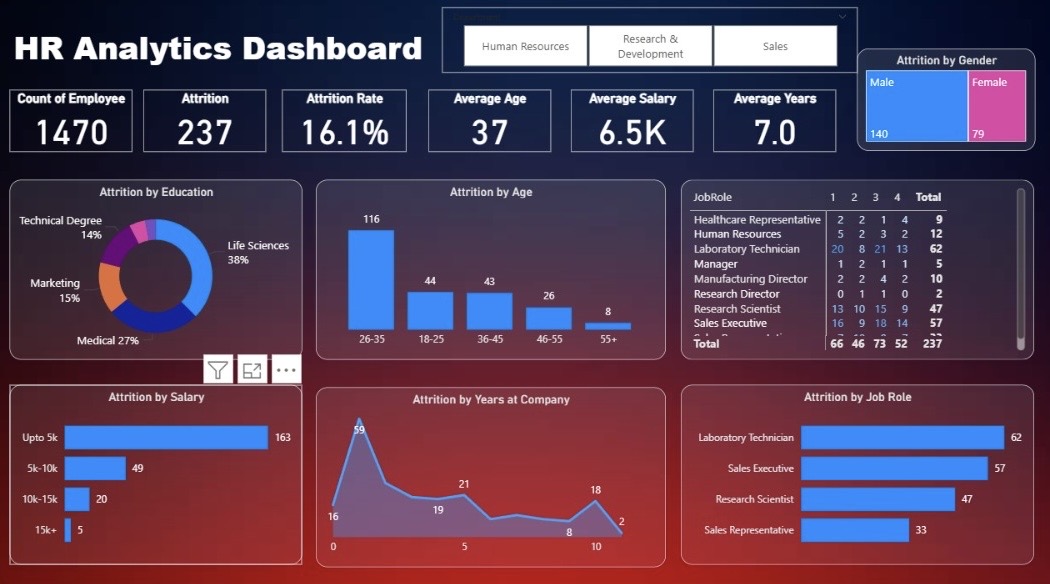 HR Analytics Dashboard
Human Resources
Research &
Development
Sales
Count of Employee
1470
Attrition
237
Attrition Rate
16.1%
Average Age
37
Average Salary
6.5K
Average Years
7.0
Attrition by Gender
Male
Female
140
79
Attrition by Education
Technical Degree
14%
Life Sciences
38%
Marketing
15%
Medical 27%
Attrition by Age
116
44
43
26
8
26-35 18-25 36-45 46-55 55+
JobRole 1 2 3 4 Total
Healthcare Representative 2 2 1 4 9
Human Resources 5 2 3 2 12
Laboratory Technician 20 8 21 13 62
Manager 1 2 1 1 5
Manufacturing Director 2 2 4 2 10
Research Director 0 1 1 0 2
Research Scientist 13 10 15 9 47
Sales Executive 16 9 18 14 57
Total 66 46 73 52 237
Attrition by Salary
Upto 5k 163
5k-10k 49
10k-15k 20
15k+ 5
Attrition by Years at Company
59
16
19
21
8
18
2
0 5 10
Attrition by Job Role
Laboratory Technician 62
Sales Executive 57
Research Scientist 47
Sales Representative 33